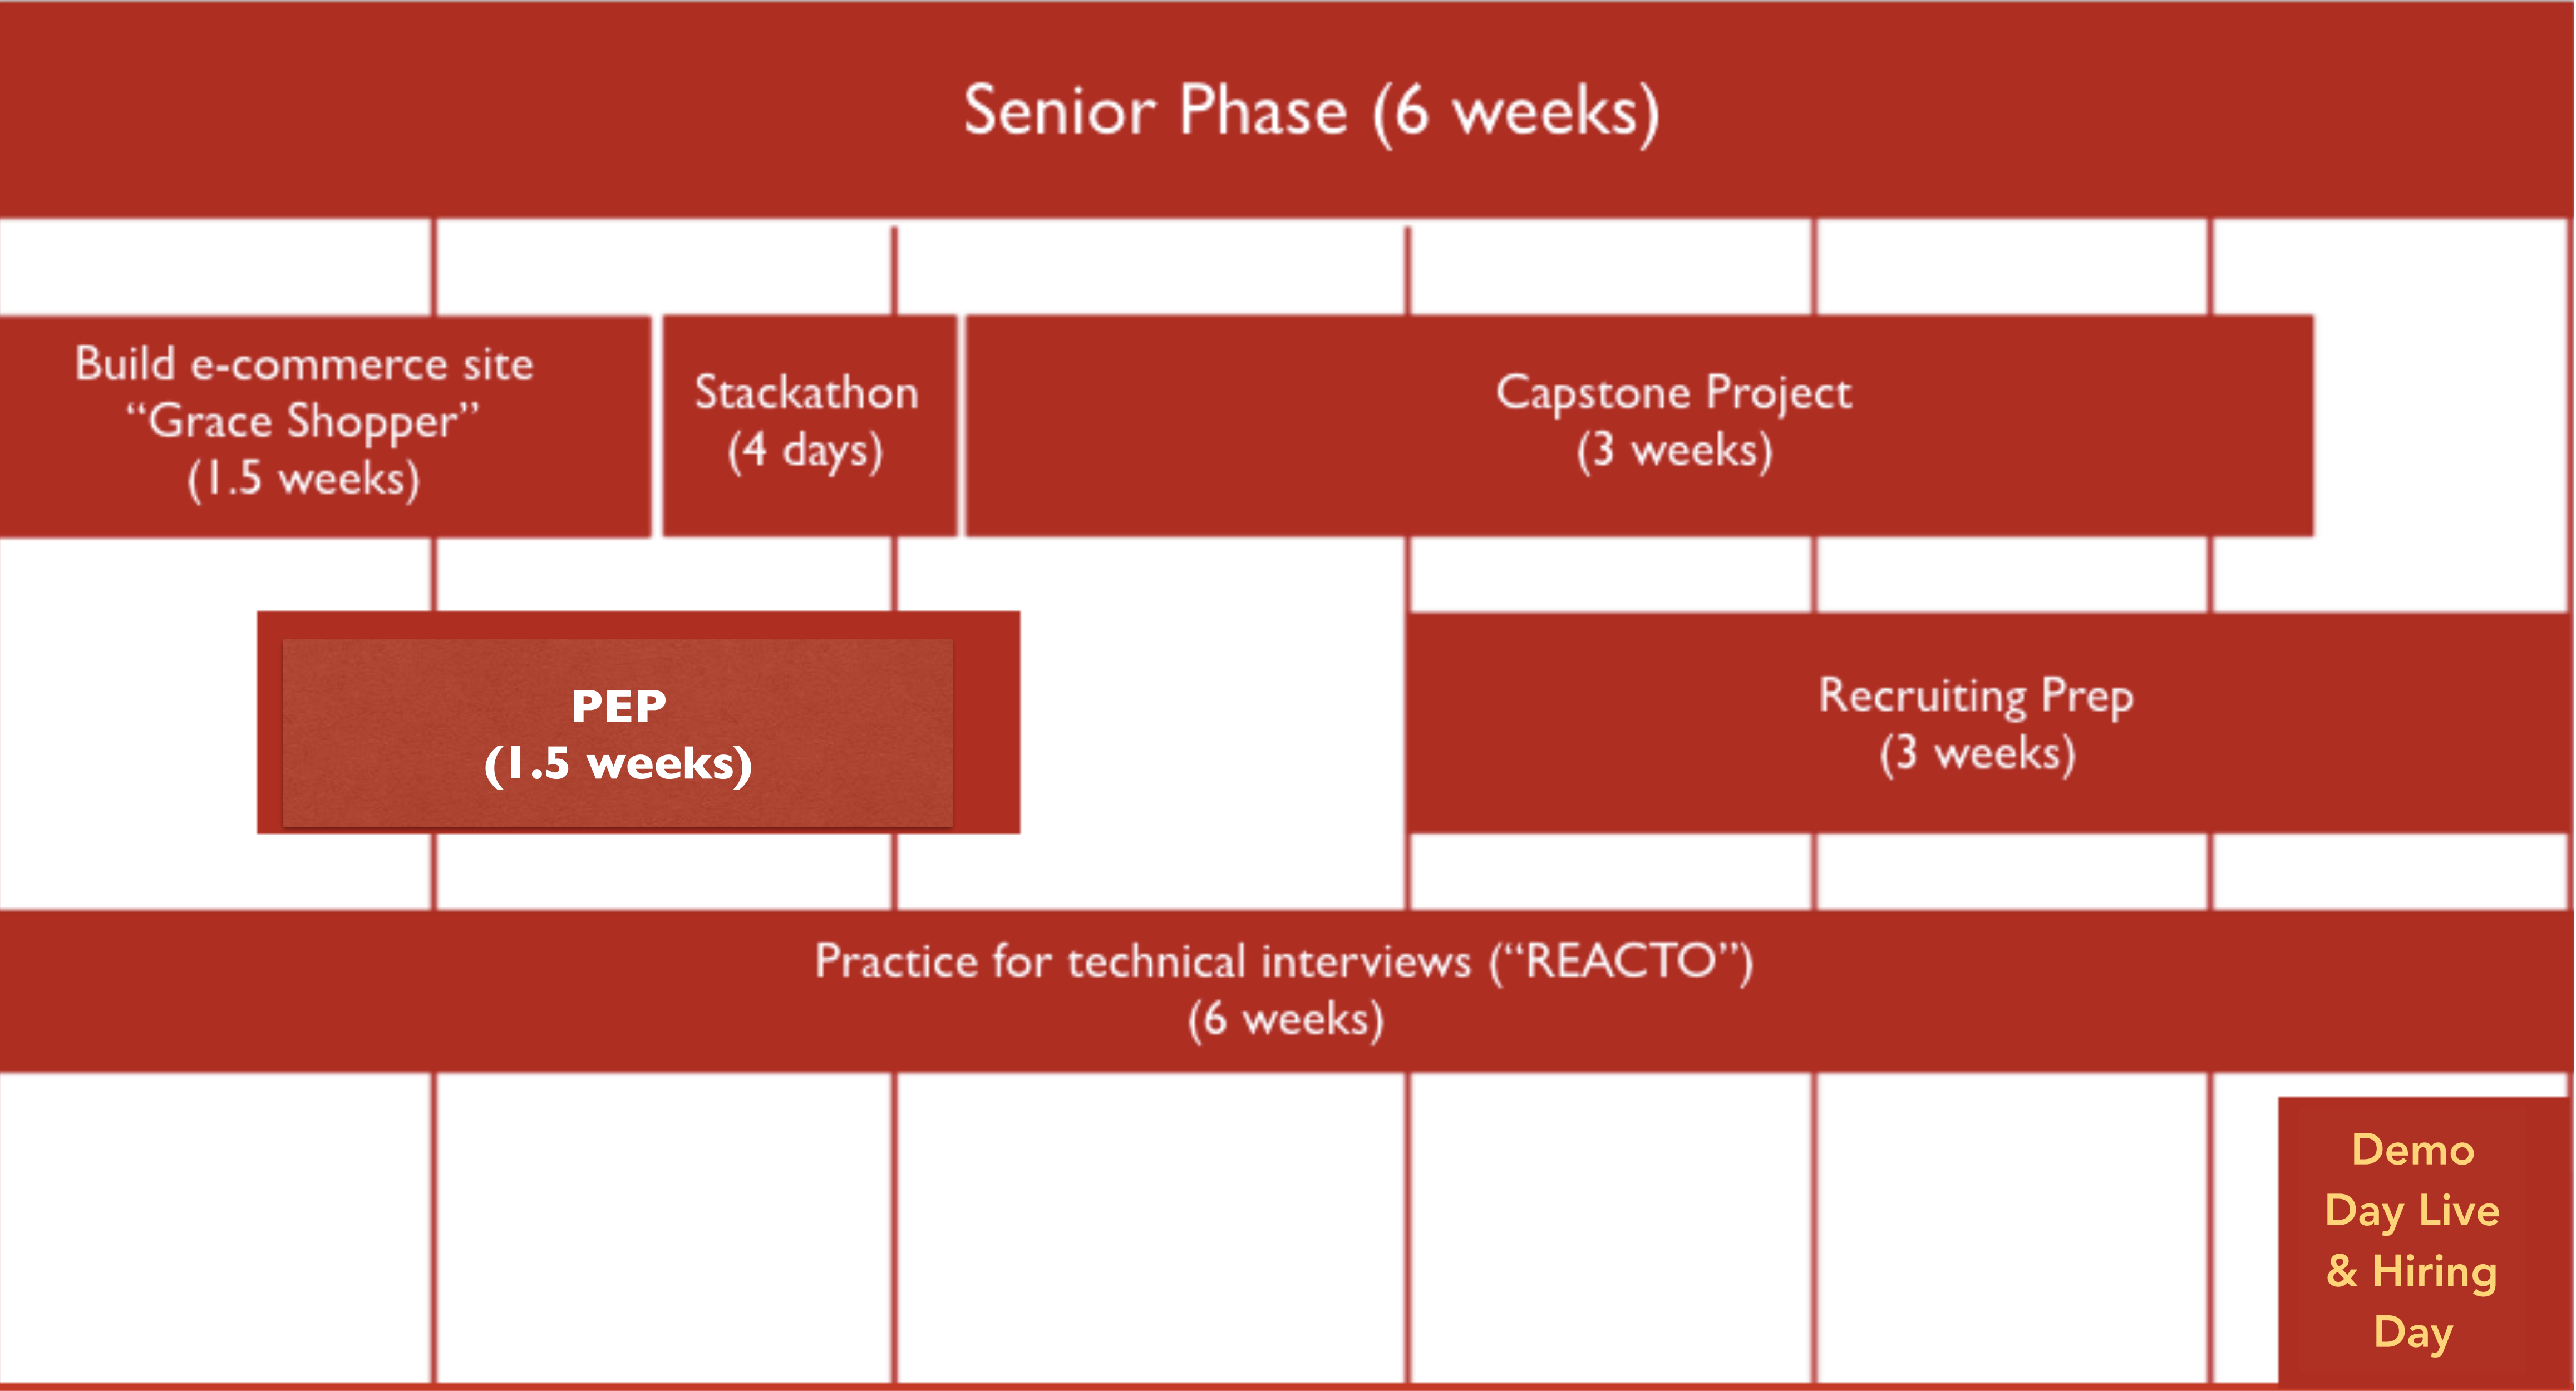 Senior Phase (6 weeks)
Build e-commerce site
“Grace Shopper”
(1.5 weeks)
Stackathon
(4 days)
Capstone Project
(3 weeks)
PEP
(1.5 weeks)
Recruiting Prep
(3 weeks)
Practice for technical interviews (“REACTO”)
(6 weeks)
Demo
Day Live
& Hiring
Day